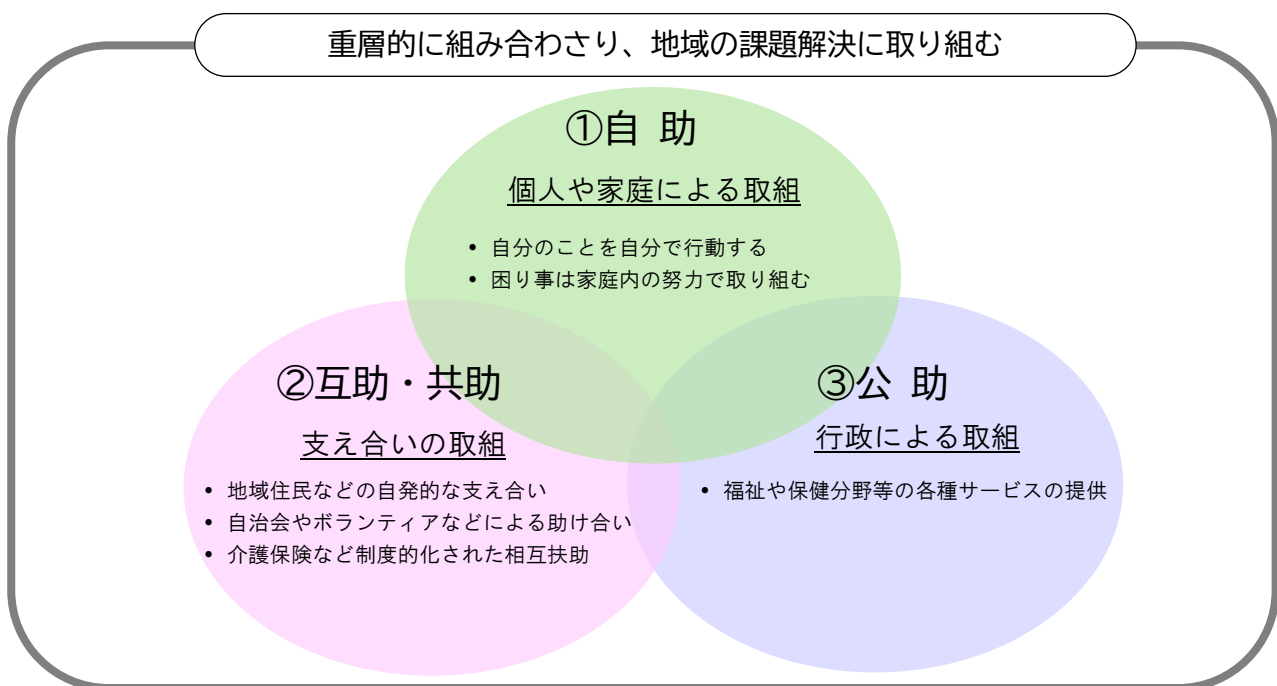 重層的に組み合わさり、地域の課題解決に取り組む
①自 助
個人や家庭による取組
• 自分のことを自分で行動する
• 困り事は家庭内の努力で取り組む
②互助・共助
支え合いの取組
• 地域住民などの自発的な支え合い
• 自治会やボランティアなどによる助け合い
• 介護保険など制度的化された相互扶助
③公 助
行政による取組
• 福祉や保健分野等の各種サービスの提供